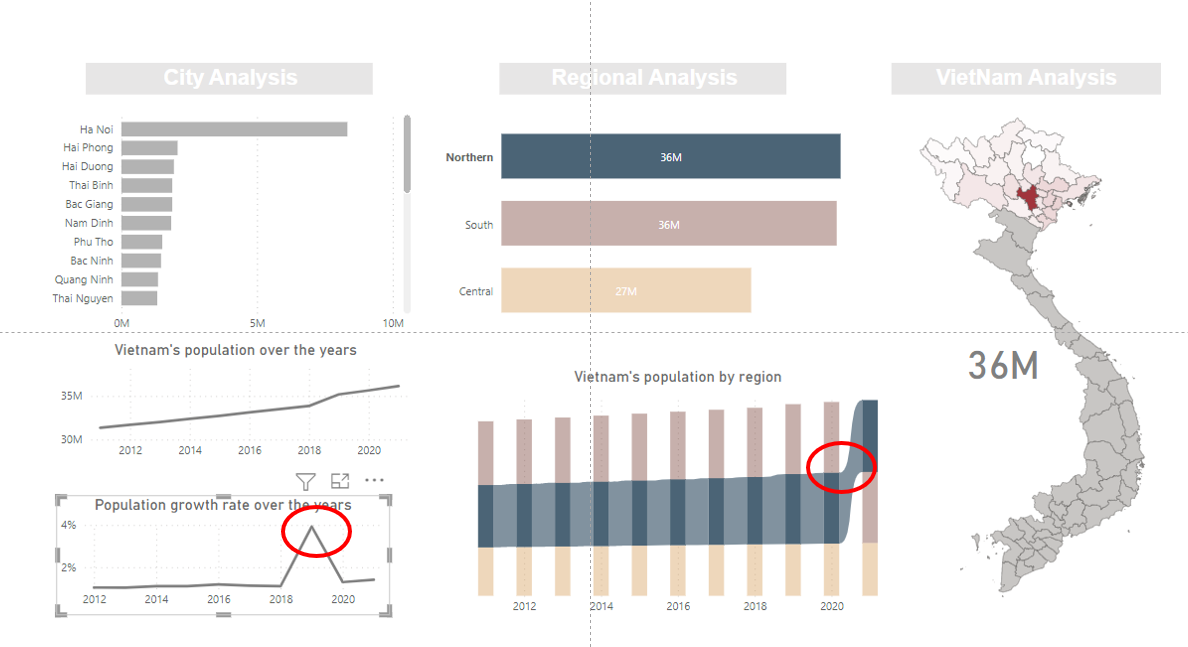 City Analysis
Regional Analysis
VietNam Analysis
Ha Noi
Hai Phong
Hai Duong
Thai Binh
Bac Giang
Nam Dinh
Phu Tho
Bac Ninh
Quang Ninh
Thai Nguyen
0M 5M 10M
Northern 36M
South 36M
Central 27M
36M
Vietnam's population over the years
35M
30M
2012 2014 2016 2018 2020
Population growth rate over the years
4%
2%
2012 2014 2016 2018 2020
Vietnam's population by region
2012 2014 2016 2018 2020